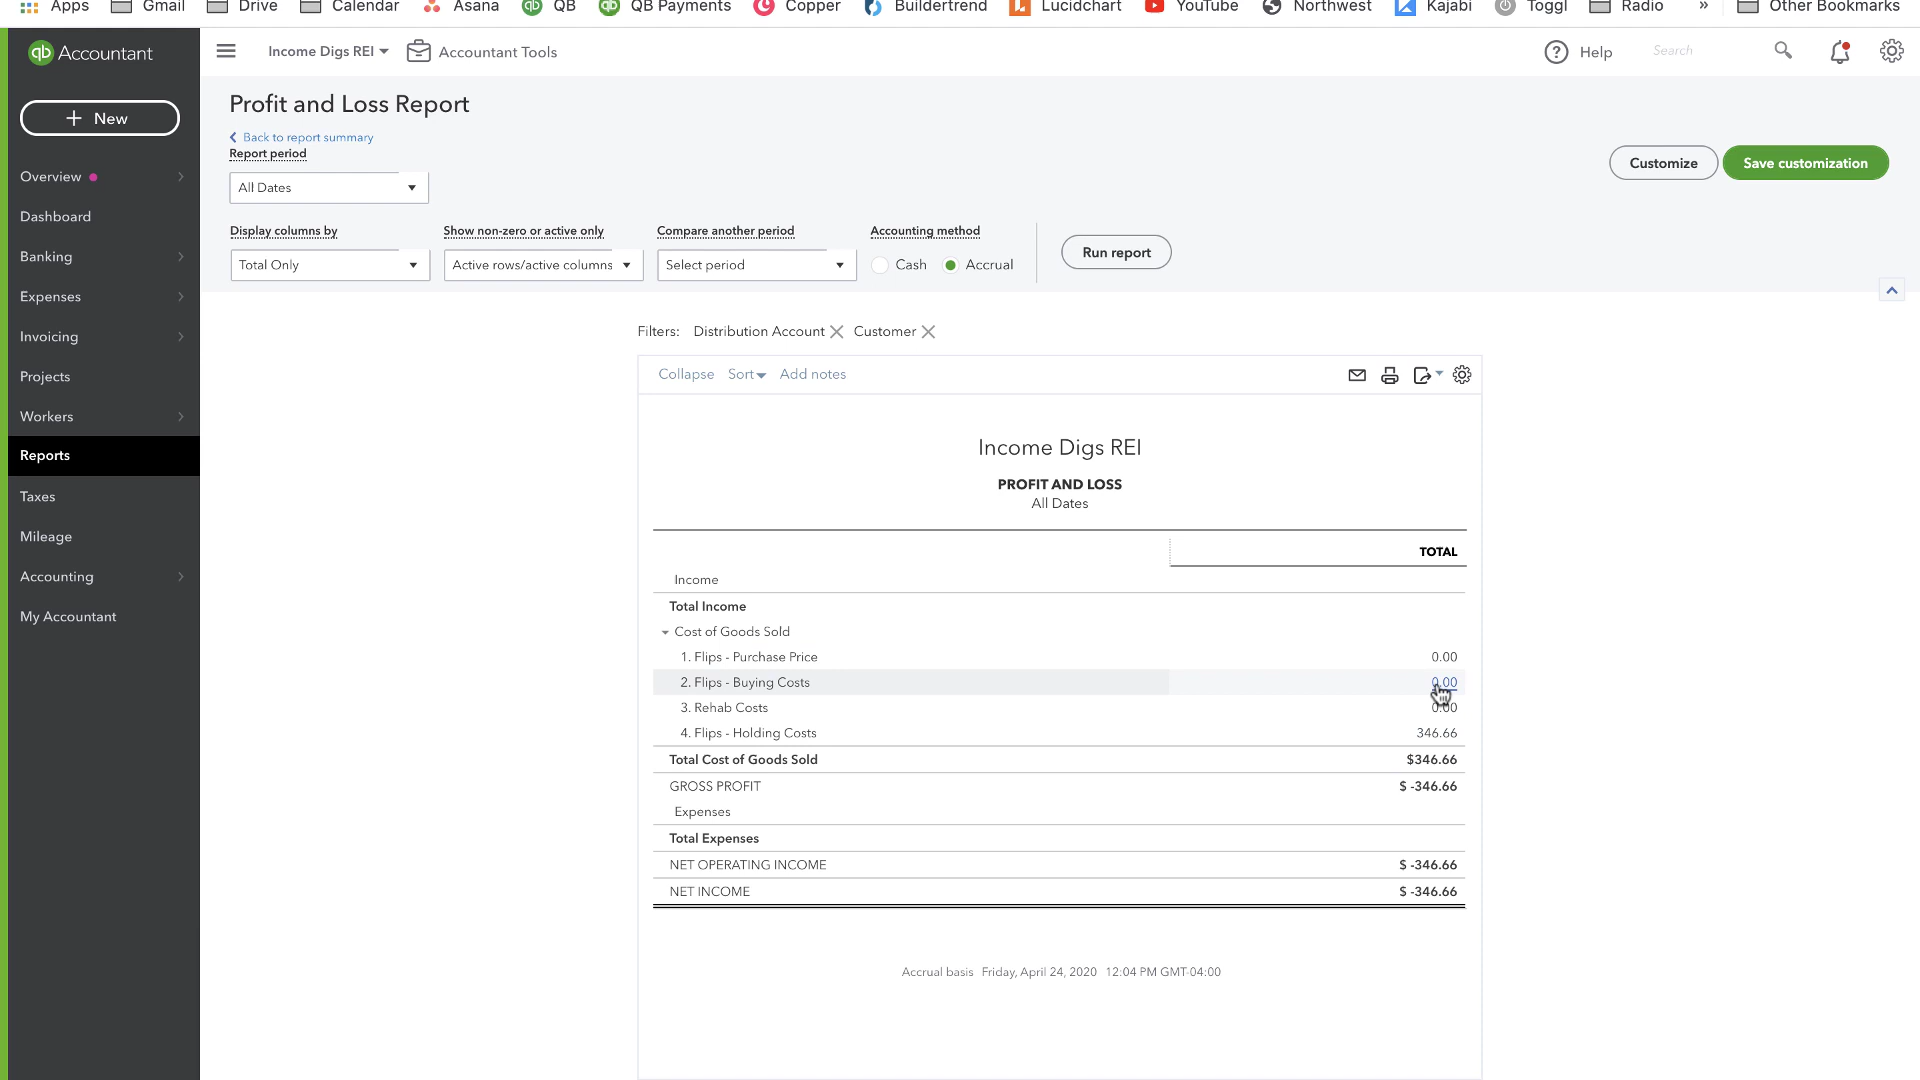 Apps Gmail Drive Calendar Asana QB QB Payments Copper Buildertrend Lucidchart YouTube Northwest Kajabi Toggl Radio » Other Bookmarks
qb Accountant Income Digs REI Accountant Tools ? Help Search
+ New
Overview
Dashboard
Banking
Expenses
Invoicing
Projects
Workers
Reports
Taxes
Mileage
Accounting
My Accountant
Profit and Loss Report
Back to report summary
Report period
All Dates
Customize Save customization
Display columns by Show non-zero or active only Compare another period Accounting method
Total Only Active rows/active columns Select period Cash Accrual Run report
Filters: Distribution Account Customer
Collapse Sort Add notes
Income Digs REI
PROFIT AND LOSS
All Dates
TOTAL
Income
Total Income
Cost of Goods Sold
1. Flips - Purchase Price 0.00
2. Flips - Buying Costs 0.00
3. Rehab Costs 0.00
4. Flips - Holding Costs 346.66
Total Cost of Goods Sold $346.66
GROSS PROFIT $ -346.66
Expenses
Total Expenses
NET OPERATING INCOME $ -346.66
NET INCOME $ -346.66
Accrual basis Friday, April 24, 2020 12:04 PM GMT-04:00